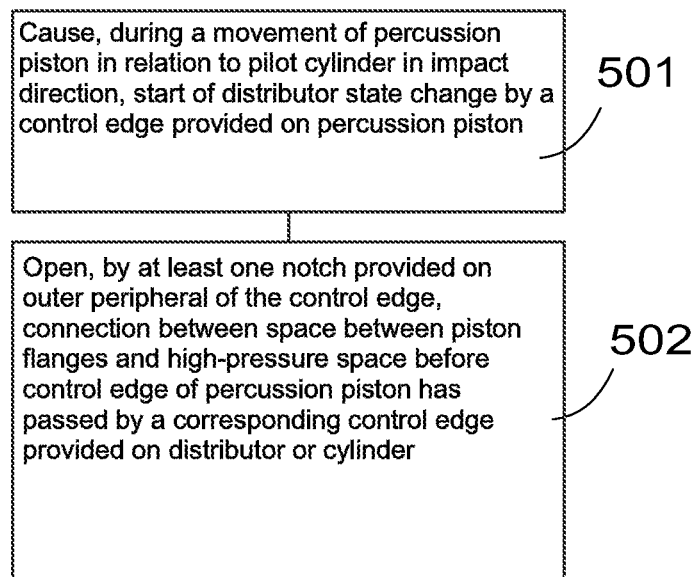 Cause, during a movement of percussion
piston in relation to pilot cylinder in impact
direction, start of distributor state change by a
control edge provided on percussion piston
501
Open, by at least one notch provided on
outer peripheral of the control edge,
connection between space between piston
flanges and high-pressure space before
control edge of percussion piston has
passed by a corresponding control edge
provided on distributor or cylinder
502